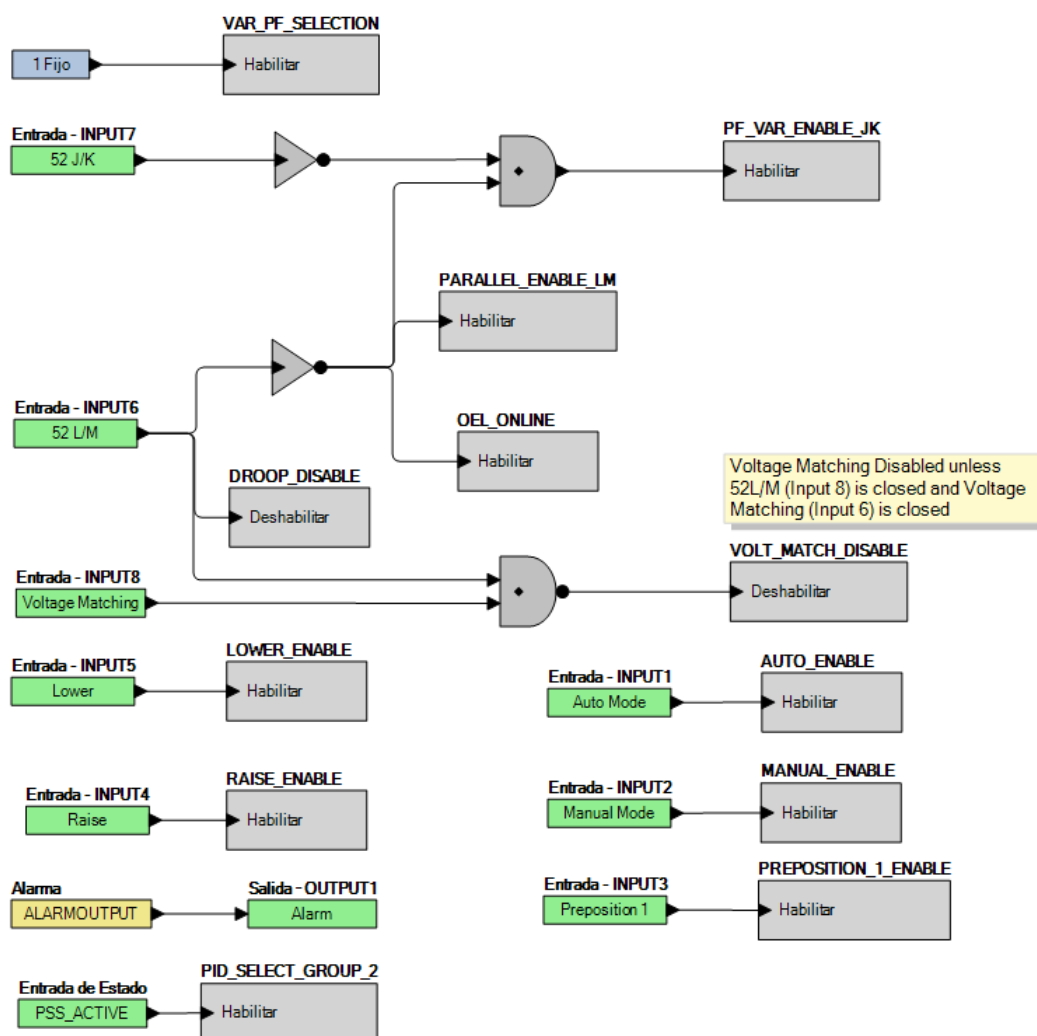 VAR_PF_SELECTION
1 Fijo
Habilitar
Entrada - INPUT7
52 J/K
PF_VAR_ENABLE_JK
Habilitar
PARALLEL_ENABLE_LM
Habilitar
Entrada - INPUT6
52 L/M
OEL_ONLINE
Habilitar
DROOP_DISABLE
Deshabilitar
Voltage Matching Disabled unless
52L/M (Input 8) is closed and Voltage
Matching (Input 6) is closed
Entrada - INPUT8
Voltage Matching
VOLT_MATCH_DISABLE
Deshabilitar
Entrada - INPUT5
Lower
LOWER_ENABLE
Habilitar
Entrada - INPUT1
Auto Mode
AUTO_ENABLE
Habilitar
Entrada - INPUT4
Raise
RAISE_ENABLE
Habilitar
Entrada - INPUT2
Manual Mode
MANUAL_ENABLE
Habilitar
Alarma
ALARMOUTPUT
Salida - OUTPUT1
Alarm
Entrada - INPUT3
Preposition 1
PREPOSITION_1_ENABLE
Habilitar
Entrada de Estado
PSS_ACTIVE
PID_SELECT_GROUP_2
Habilitar